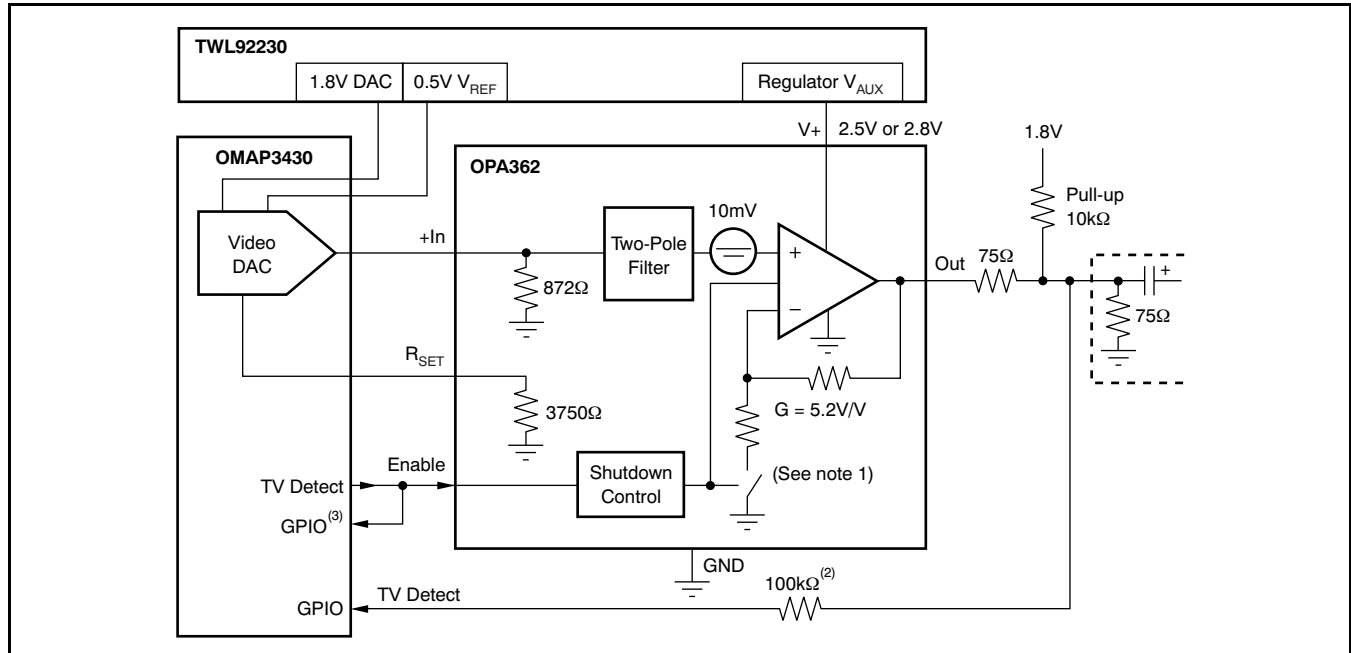 TWL92230
1.8V DAC
0.5V VREF
Regulator VAUX
V+
2.5V or 2.8V
1.8V
OMAP3430
OPA362
Pull-up
10kΩ
Video
DAC
+In
Two-Pole
Filter
10mV
+
−
Out
75Ω
+
872Ω
75Ω
RSET
3750Ω
G = 5.2V/V
Enable
Shutdown
Control
(See note 1)
TV Detect
GPIO(3)
GND
100kΩ(2)
GPIO
TV Detect